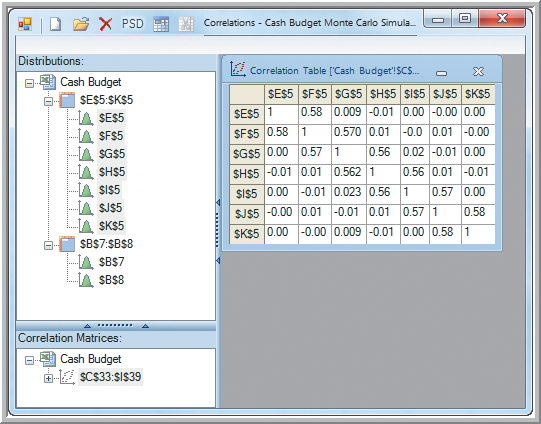 PSD Correlations - Cash Budget Monte Carlo Simula...
Distributions:
Cash Budget
$E$5:$K$5
$E$5
$F$5
$G$5
$H$5
$I$5
$J$5
$K$5
$B$7:$B$8
$B$7
$B$8
Correlation Matrices:
Cash Budget
$C$33:$I$39
Correlation Table ['Cash Budget'!$C$...
$E$5 $F$5 $G$5 $H$5 $I$5 $J$5 $K$5
$E$5 1 0.58 0.009 -0.01 0.00 -0.00 0.00
$F$5 0.58 1 0.570 0.01 -0.0 0.01 -0.00
$G$5 0.00 0.57 1 0.56 0.02 -0.01 0.00
$H$5 -0.01 0.01 0.562 1 0.56 0.01 -0.01
$I$5 0.00 -0.01 0.023 0.56 1 0.57 0.00
$J$5 -0.00 0.01 -0.01 0.01 0.57 1 0.58
$K$5 0.00 -0.00 0.009 -0.01 0.00 0.58 1